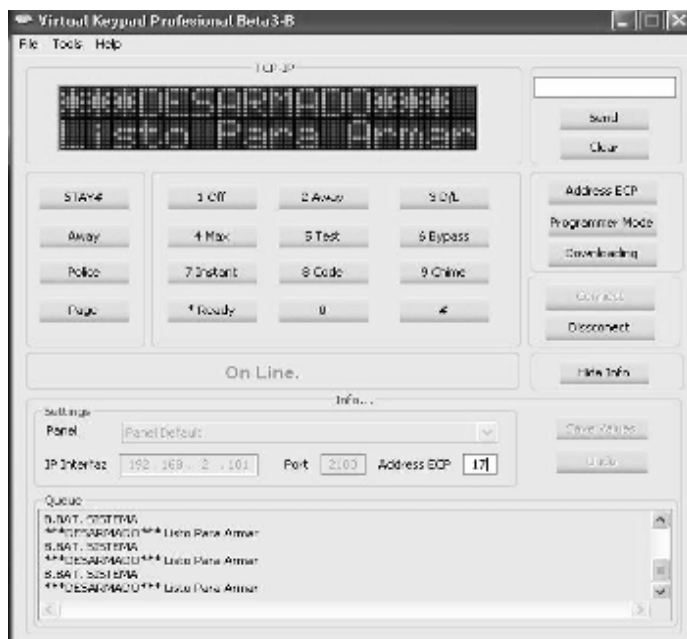 Virtual Keypad Profesional Beta3-B
File Tools Help
TCP-IP
***DESARMADO***
Listo Para Armar
Send
Clear
STAY# 1 Off 2 Away 3 D/L Address ECP
Away 4 Max 5 Test 6 Bypass Programmer Mode
Police 7 Instant 8 Code 9 Chime Downloading
Page * Ready 0 # Connect
Dissconect
On Line. Hide Info
Info...
Settings
Panel Panel Default Save Values
IP Interfaz 192 . 168 . 2 . 101 Port 2100 Address ECP 17 Undo
Queue
B.BAT. SISTEMA
***DESARMADO*** Listo Para Armar
B.BAT. SISTEMA
***DESARMADO*** Listo Para Armar
B.BAT. SISTEMA
***DESARMADO*** Listo Para Armar